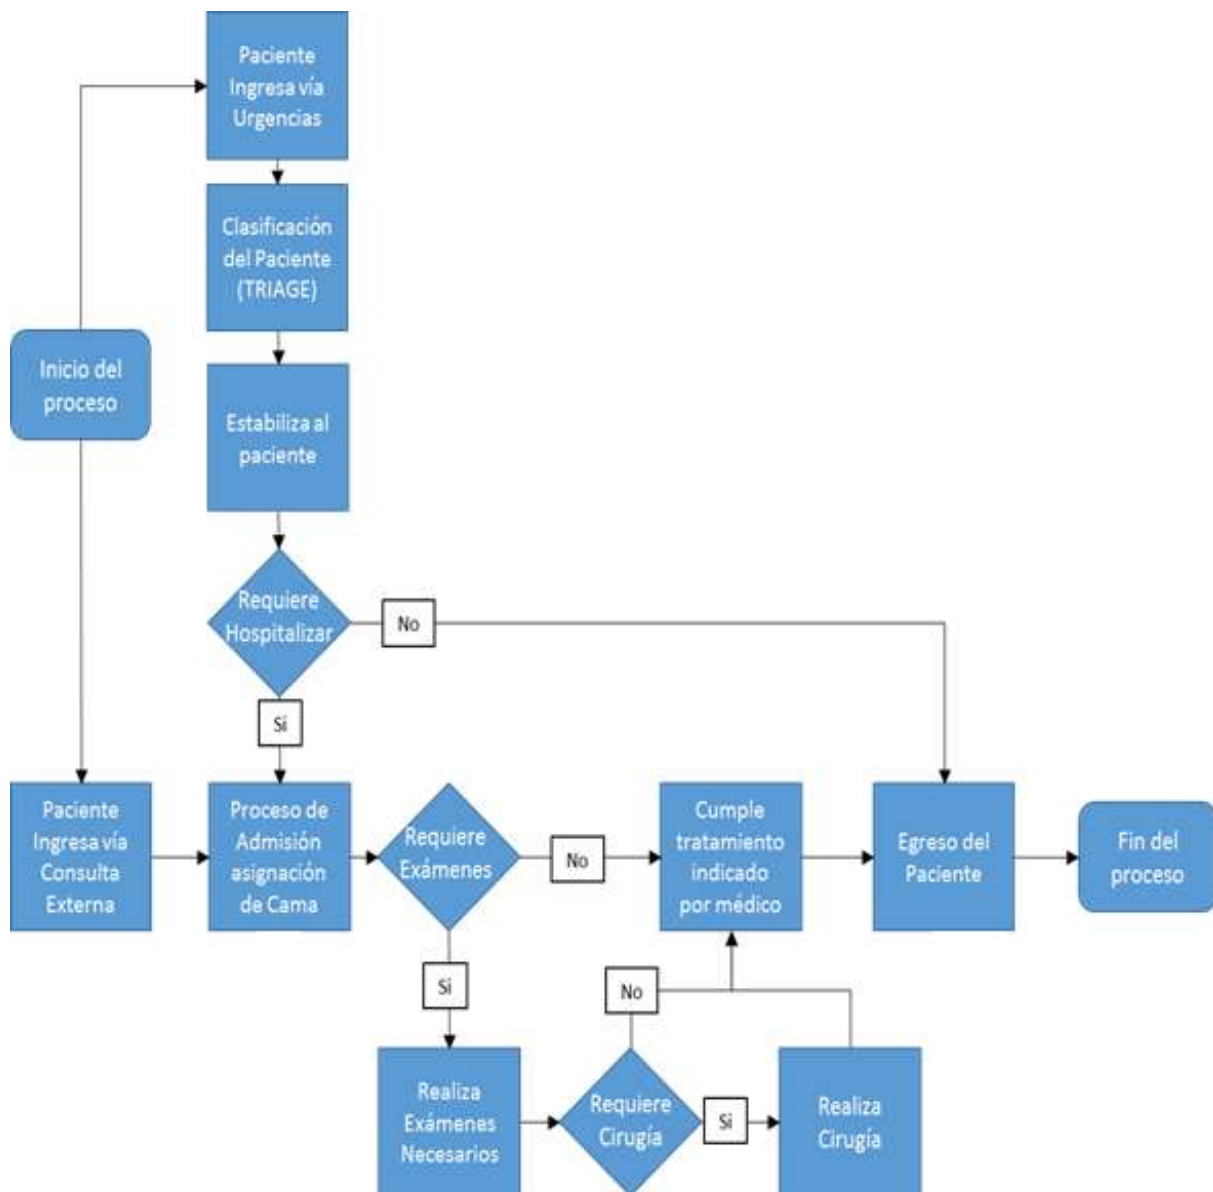 Paciente
Ingresa vía
Urgencias
Clasificación
del Paciente
(TRIAGE)
Inicio del
proceso
Estabiliza al
paciente
Requiere
Hospitalizar
No
Sí
Paciente
Ingresa vía
Consulta
Externa
Proceso de
Admisión
asignación
de Cama
Requiere
Exámenes
No
Cumple
tratamiento
indicado
por médico
Egreso del
Paciente
Fin del
proceso
Si
No
Realiza
Exámenes
Necesarios
Requiere
Cirugía
Si
Realiza
Cirugía